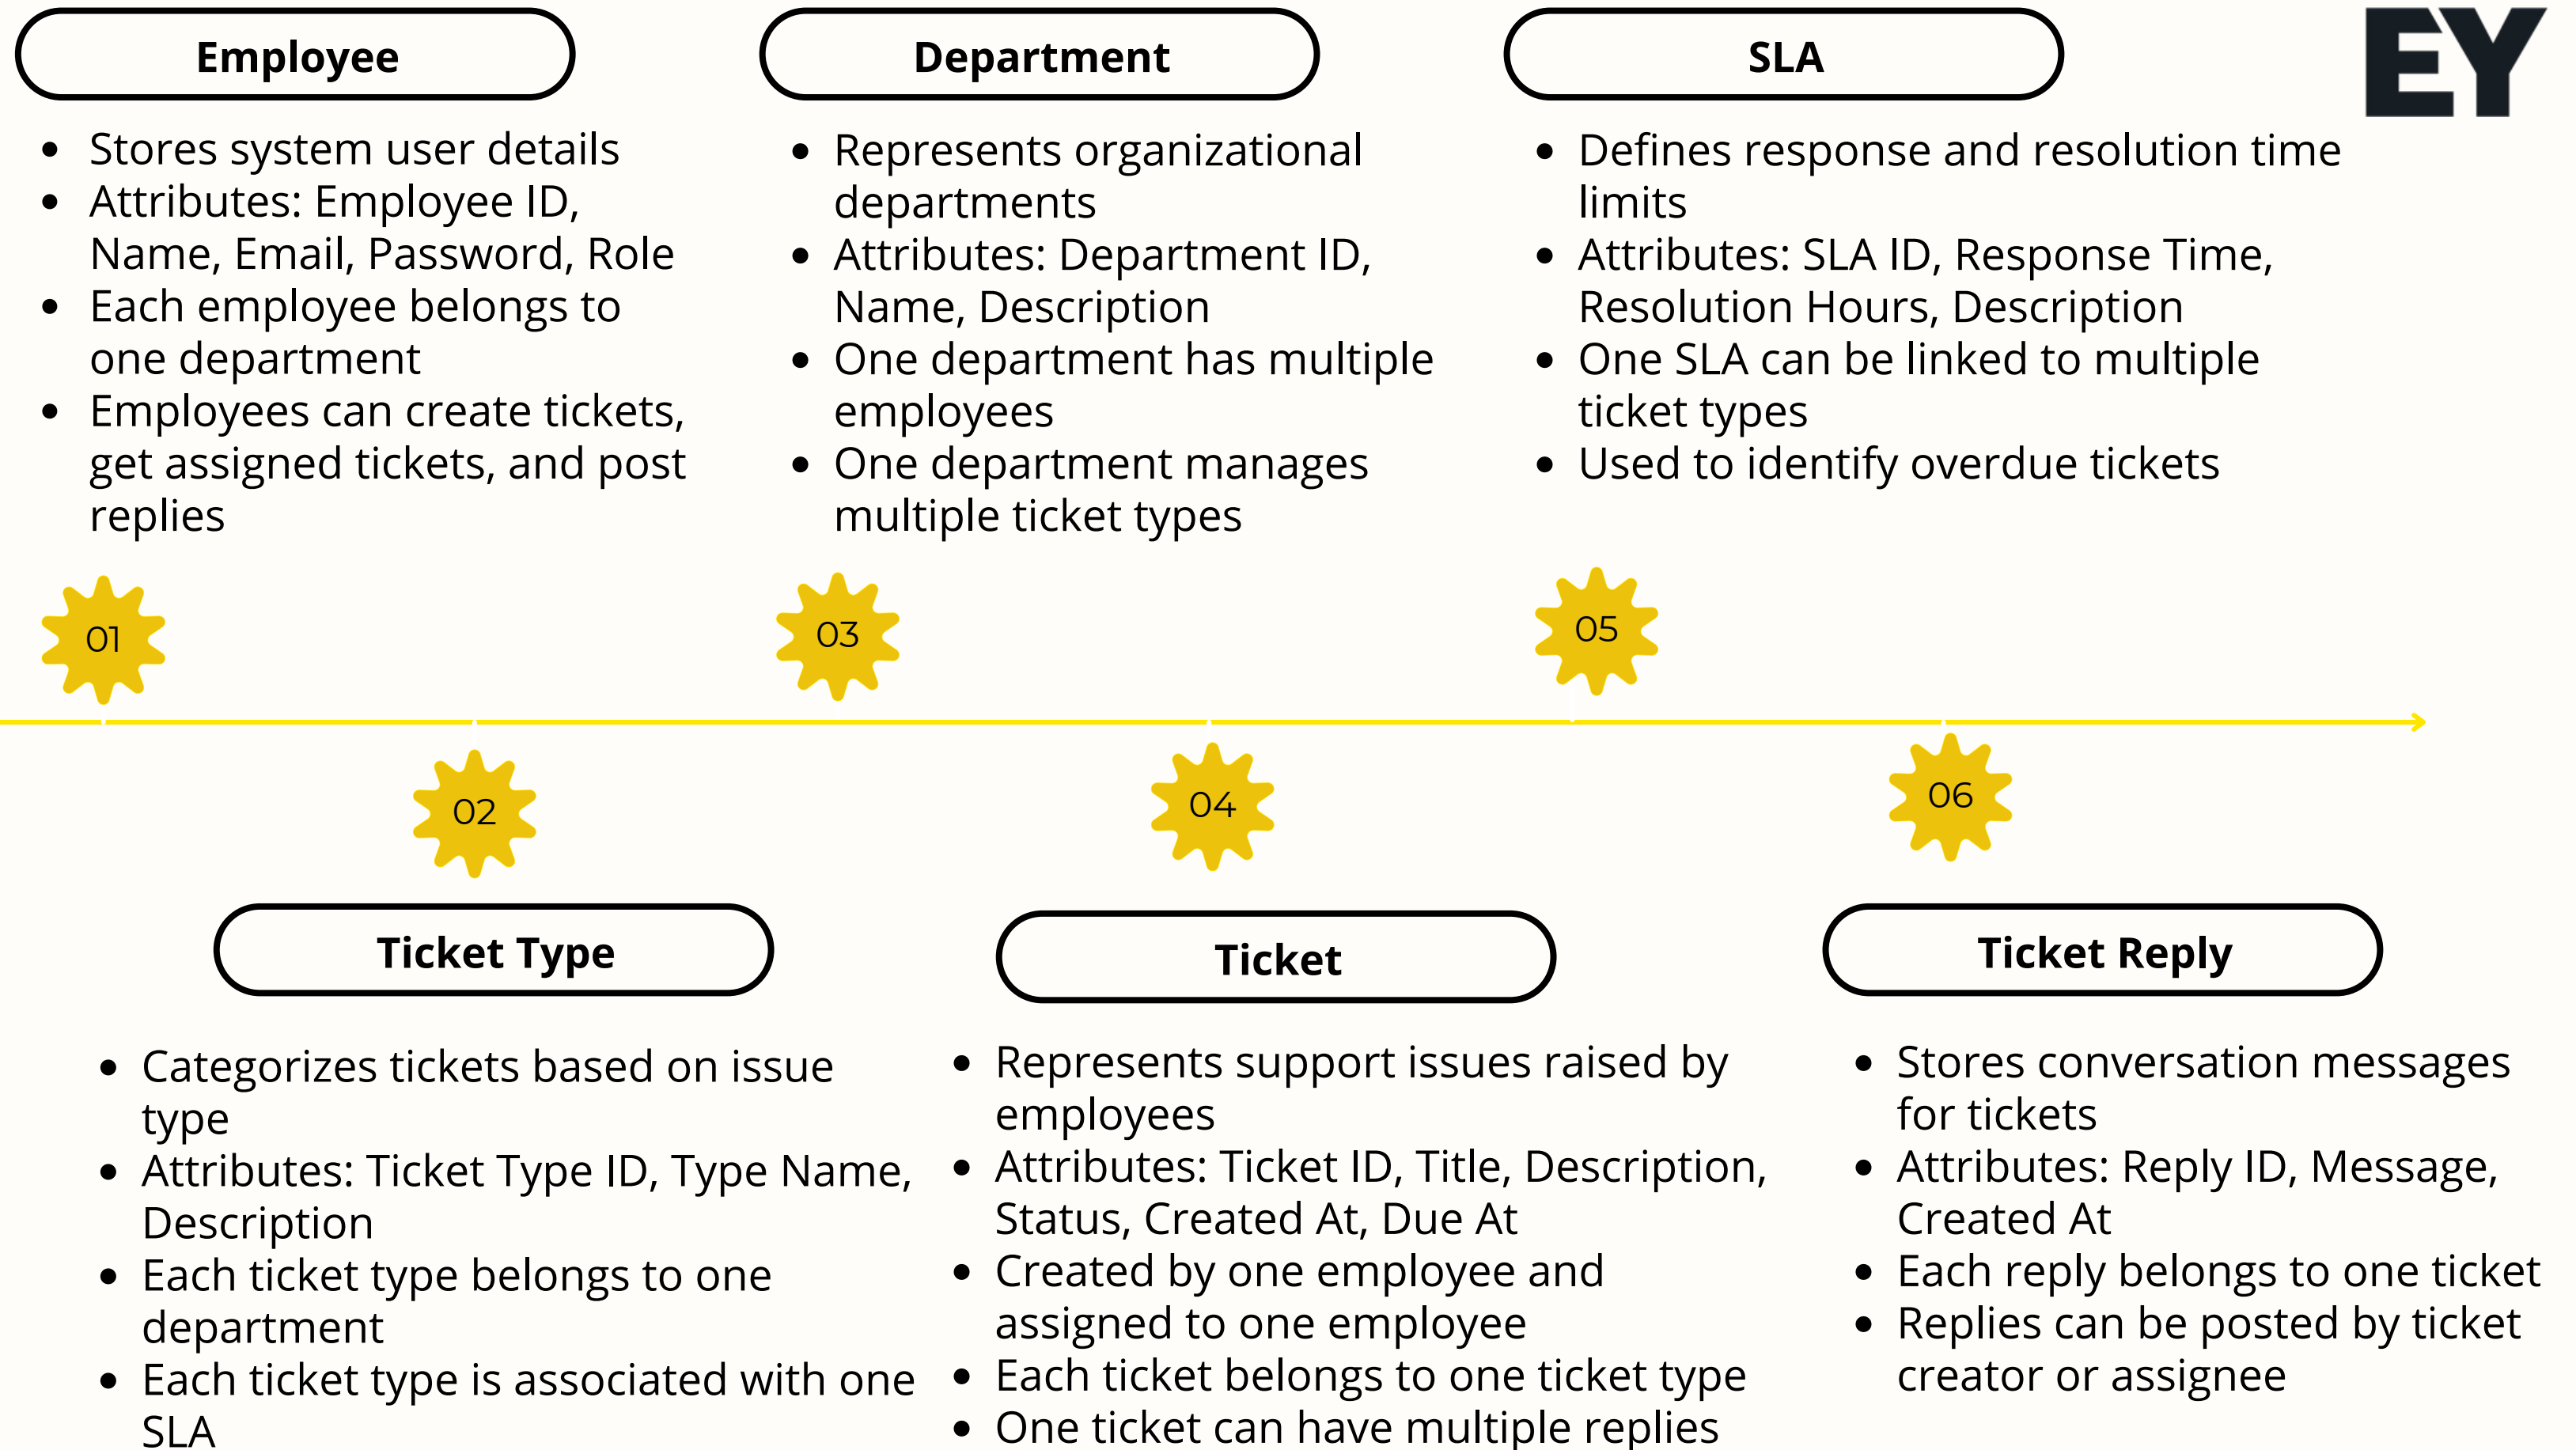 Employee
Stores system user details
Attributes: Employee ID,
Name, Email, Password, Role
Each employee belongs to
one department
Employees can create tickets,
get assigned tickets, and post
replies
Department
Represents organizational
departments
Attributes: Department ID,
Name, Description
One department has multiple
employees
One department manages
multiple ticket types
SLA
Defines response and resolution time
limits
Attributes: SLA ID, Response Time,
Resolution Hours, Description
One SLA can be linked to multiple
ticket types
Used to identify overdue tickets
EY
01
03
05
02
04
06
Ticket Type
Categorizes tickets based on issue
type
Attributes: Ticket Type ID, Type Name,
Description
Each ticket type belongs to one
department
Each ticket type is associated with one
SLA
Ticket
Represents support issues raised by
employees
Attributes: Ticket ID, Title, Description,
Status, Created At, Due At
Created by one employee and
assigned to one employee
Each ticket belongs to one ticket type
One ticket can have multiple replies
Ticket Reply
Stores conversation messages
for tickets
Attributes: Reply ID, Message,
Created At
Each reply belongs to one ticket
Replies can be posted by ticket
creator or assignee